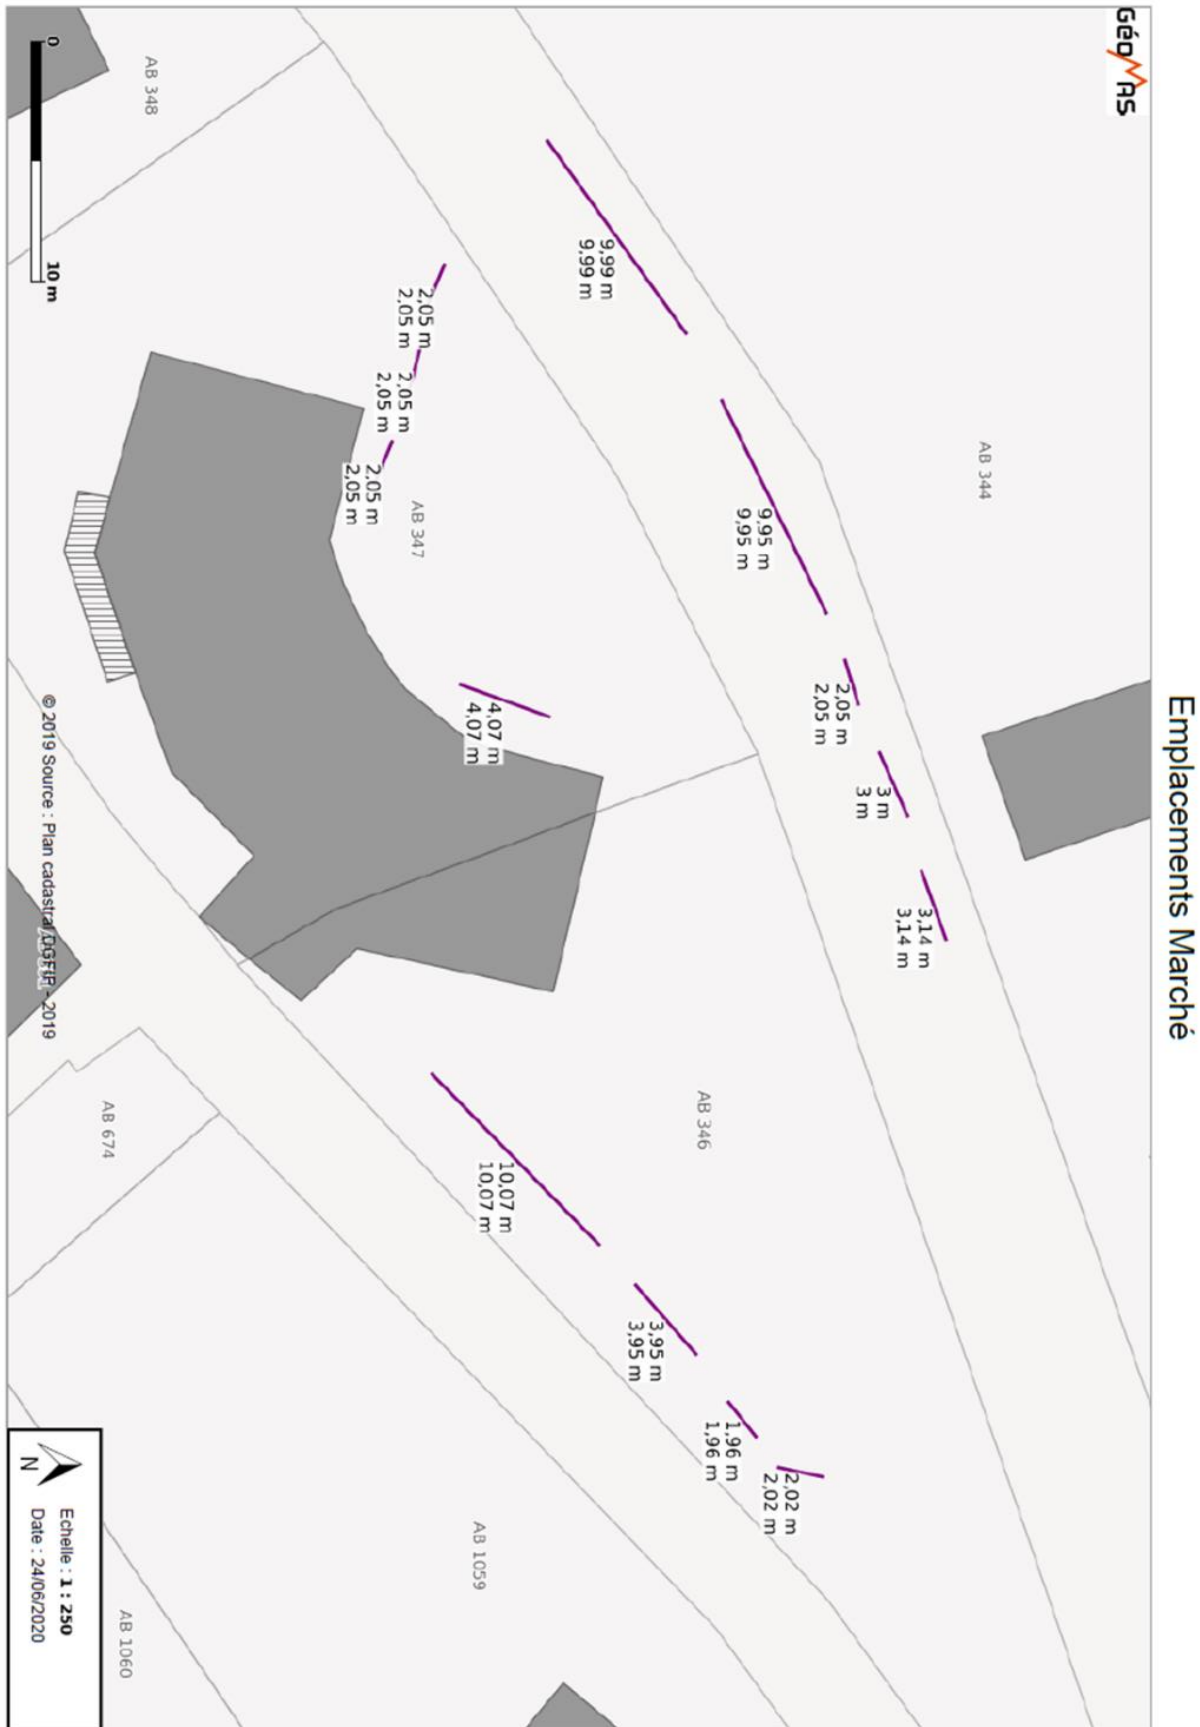 Emplacements Marché
GéoMAS
AB 344
9,99 m
9,99 m
9,95 m
9,95 m
2,05 m
2,05 m
3 m
3 m
3,14 m
3,14 m
AB 346
2,02 m
2,02 m
1,96 m
1,96 m
3,95 m
3,95 m
10,07 m
10,07 m
4,07 m
4,07 m
AB 347
2,05 m
2,05 m
2,05 m
2,05 m
2,05 m
2,05 m
AB 1059
AB 348
AB 674
AB 1060
0
10 m
© 2019 Source : Plan cadastral DGFIP - 2019
N
Echelle : 1 : 250
Date : 24/06/2020